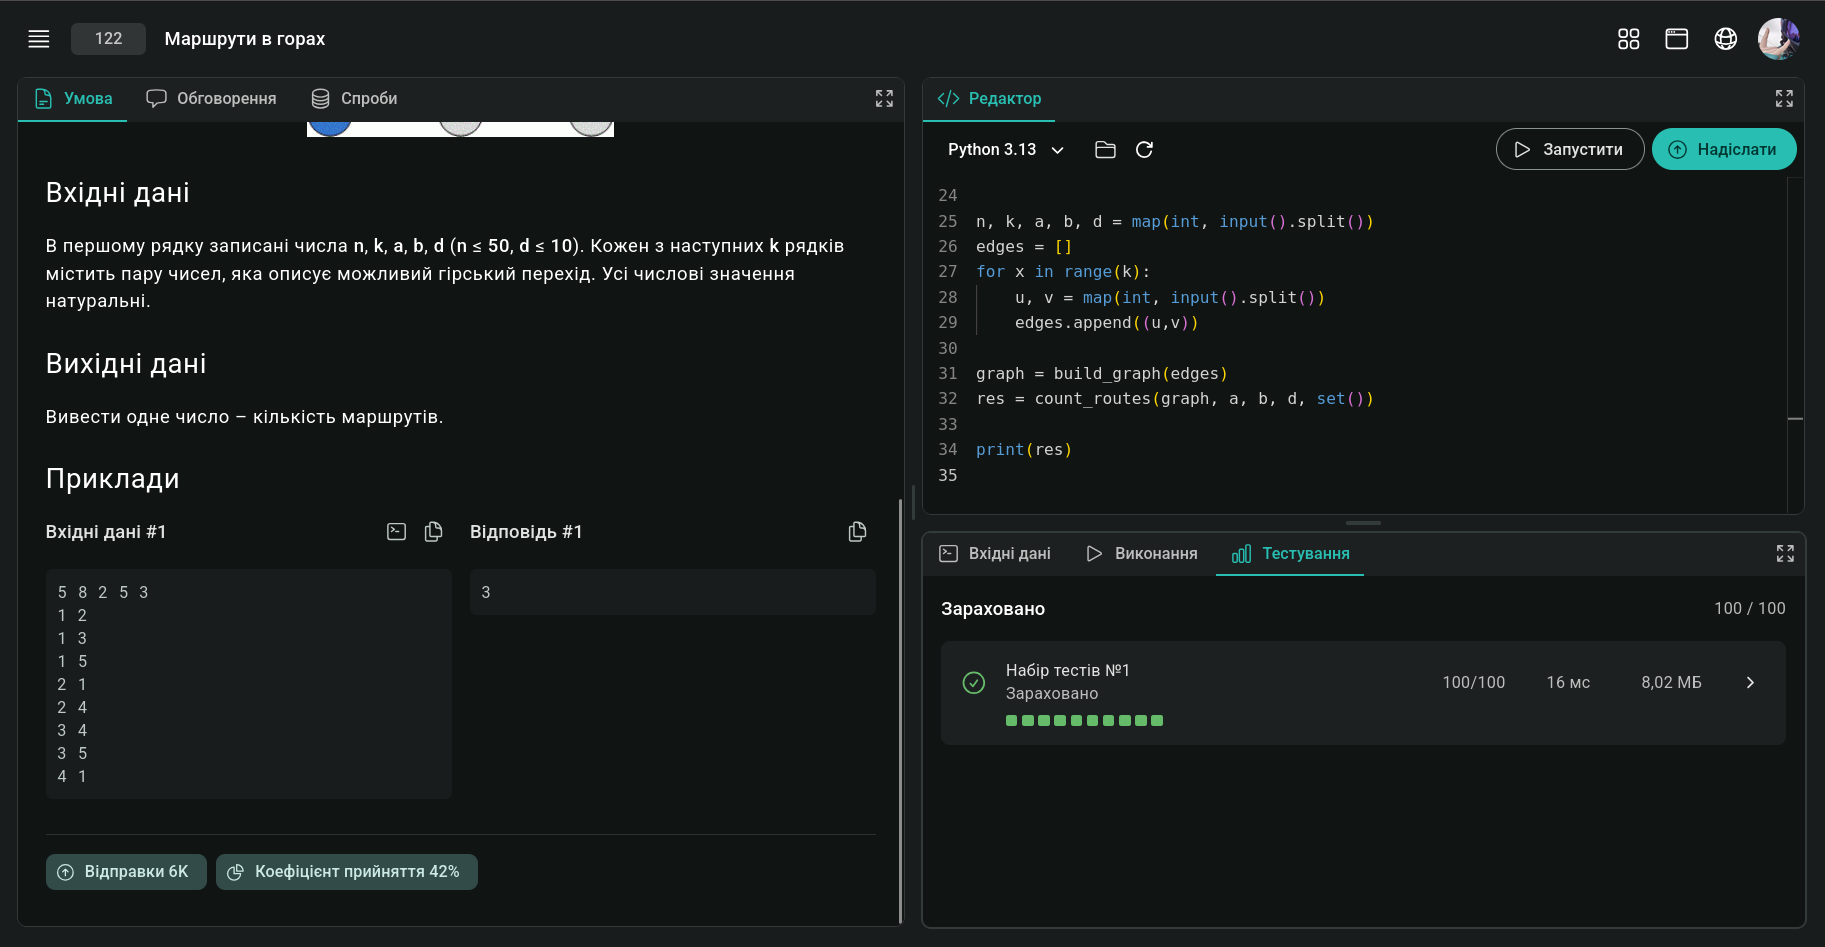 122 Маршрути в горах
Умова Обговорення Спроби
Вхідні дані
В першому рядку записані числа n, k, a, b, d (n ≤ 50, d ≤ 10). Кожен з наступних k рядків
містить пару чисел, яка описує можливий гірський перехід. Усі числові значення
натуральні.
Вихідні дані
Вивести одне число – кількість маршрутів.
Приклади
Вхідні дані #1
5 8 2 5 3
1 2
1 3
1 5
2 1
2 4
3 4
3 5
4 1
Відповідь #1
3
Відправки 6K Коефіцієнт прийняття 42%
Редактор
Python 3.13 Запустити Надіслати
24
25 n, k, a, b, d = map(int, input().split())
26 edges = []
27 for x in range(k):
28     u, v = map(int, input().split())
29     edges.append((u,v))
30
31 graph = build_graph(edges)
32 res = count_routes(graph, a, b, d, set())
33
34 print(res)
35
Вхідні дані Виконання Тестування
Зараховано 100 / 100
Набір тестів №1
Зараховано
100/100 16 мс 8,02 МБ